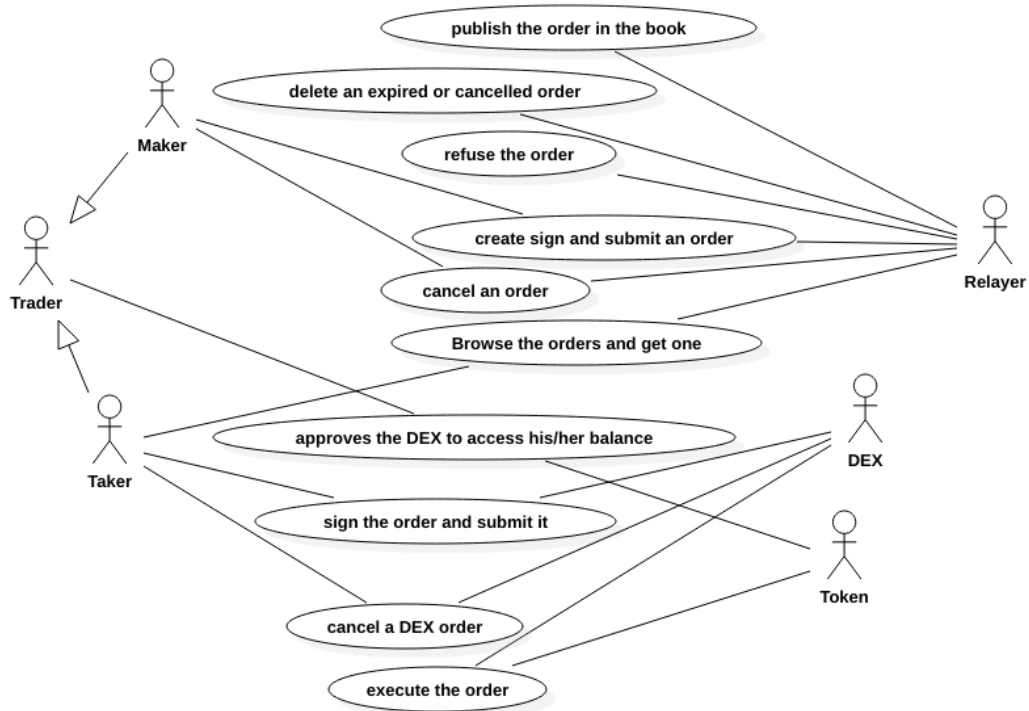 publish the order in the book
delete an expired or cancelled order
Maker
refuse the order
create sign and submit an order
Relayer
cancel an order
Trader
Browse the orders and get one
approves the DEX to access his/her balance
DEX
Taker
sign the order and submit it
Token
cancel a DEX order
execute the order